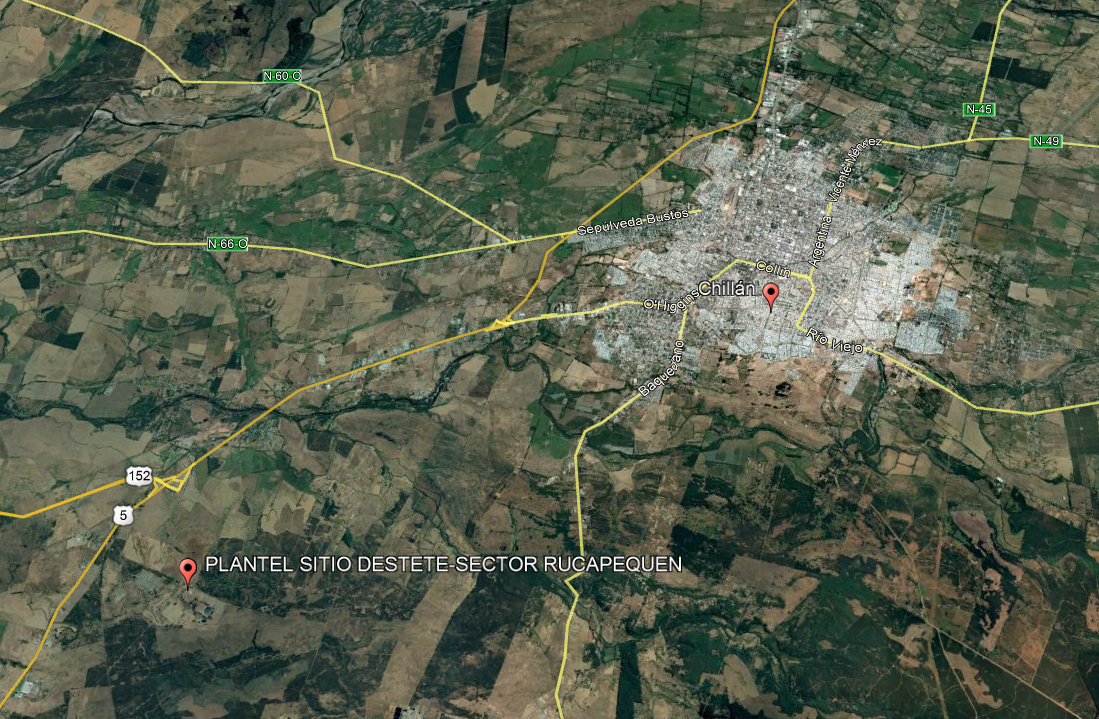 N-60-O
N-45
N-49
Vicente Méndez
Sepúlveda Bustos
Argentina
N-66-O
Collín
Chillán
O'Higgins
Río Viejo
Baquedano
152
5
PLANTEL SITIO DESTETE-SECTOR RUCAPEQUEN